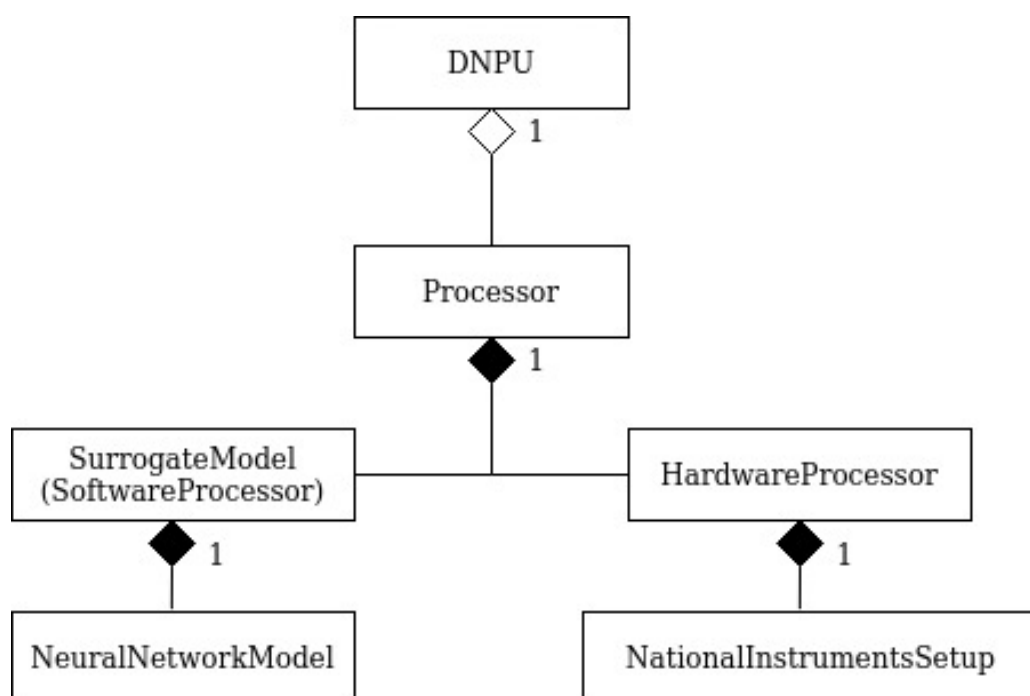 DNPU
1
Processor
1
SurrogateModel
(SoftwareProcessor)
HardwareProcessor
1
1
NeuralNetworkModel
NationalInstrumentsSetup